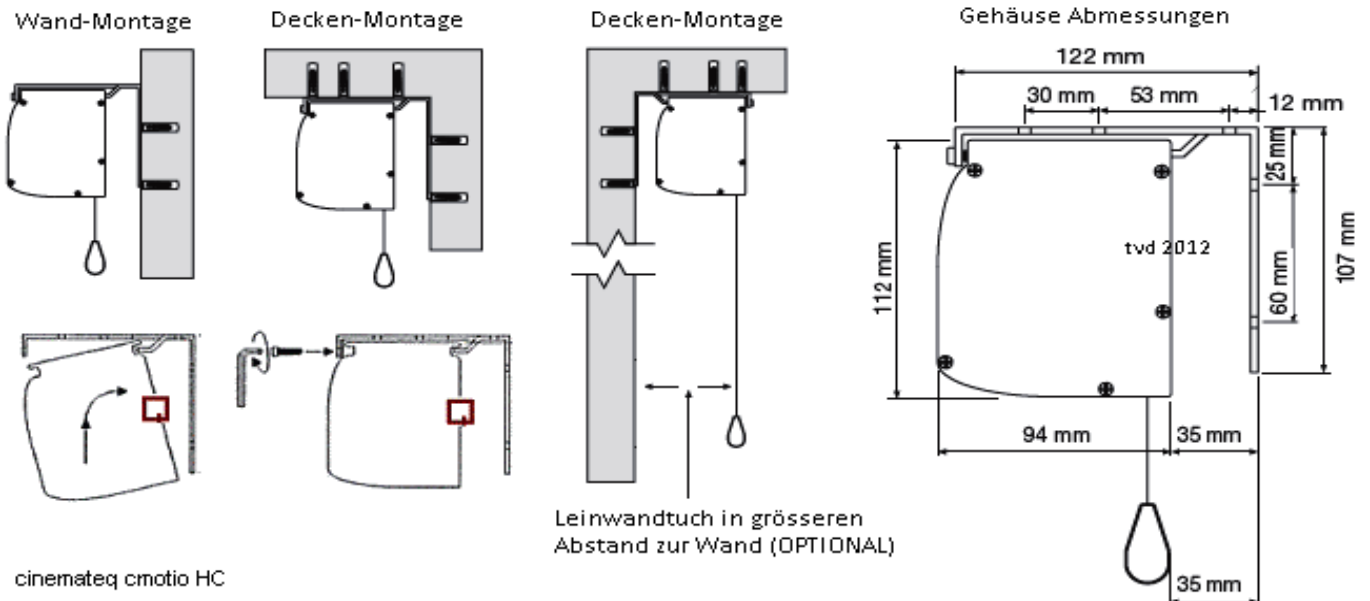 Wand-Montage
Decken-Montage
Decken-Montage
Gehäuse Abmessungen
122 mm
30 mm
53 mm
12 mm
25 mm
60 mm
107 mm
112 mm
tvd 2012
94 mm
35 mm
35 mm
Leinwandtuch in grösseren
Abstand zur Wand (OPTIONAL)
cinemateq cmotio HC